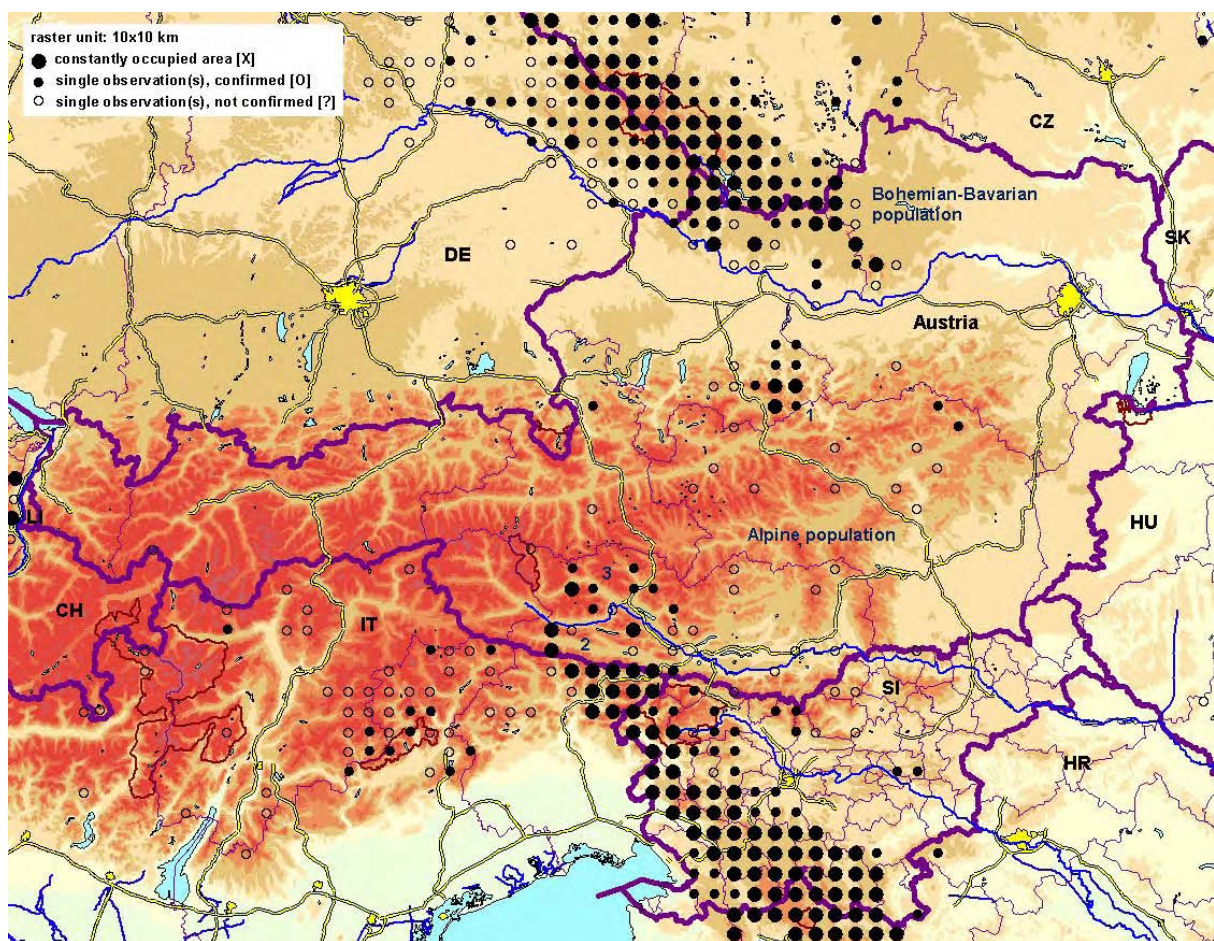 raster unit: 10x10 km
constantly occupied area [X]
single observation(s), confirmed [O]
single observation(s), not confirmed [?]
CZ
Bohemian-Bavarian
population
SK
DE
Austria
1
LI
HU
Alpine population
3
CH
IT
2
SI
HR